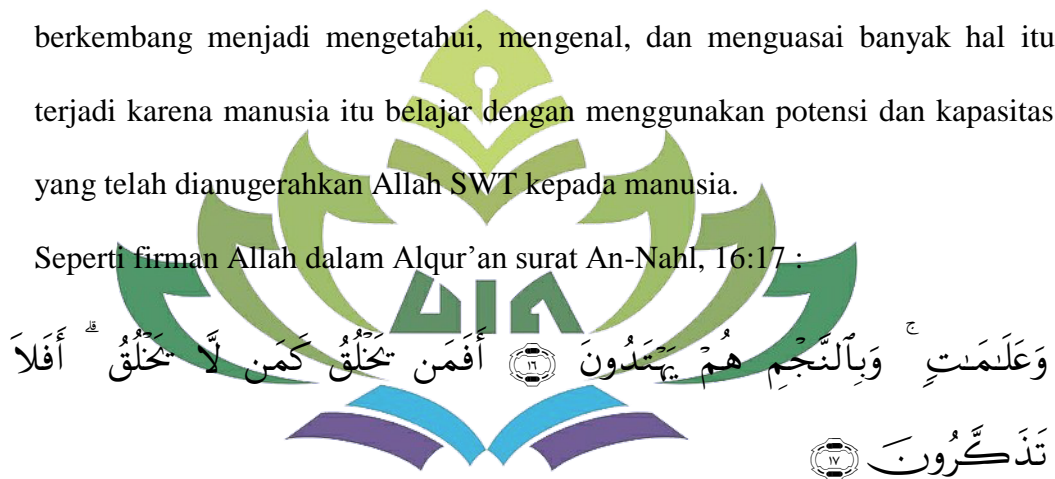 berkembang menjadi mengetahui, mengenal, dan menguasai banyak hal itu
terjadi karena manusia itu belajar dengan menggunakan potensi dan kapasitas
yang telah dianugerahkan Allah SWT kepada manusia.
Seperti firman Allah dalam Alqur’an surat An-Nahl, 16:17 :
UIN
وَعَلَـٰمَـٰتٍ ۚ وَبِٱلنَّجْمِ هُمْ يَهْتَدُونَ ۝١٦ أَفَمَن يَخْلُقُ كَمَن لَّا يَخْلُقُ ۗ أَفَلَا
تَذَكَّرُونَ ۝١٧